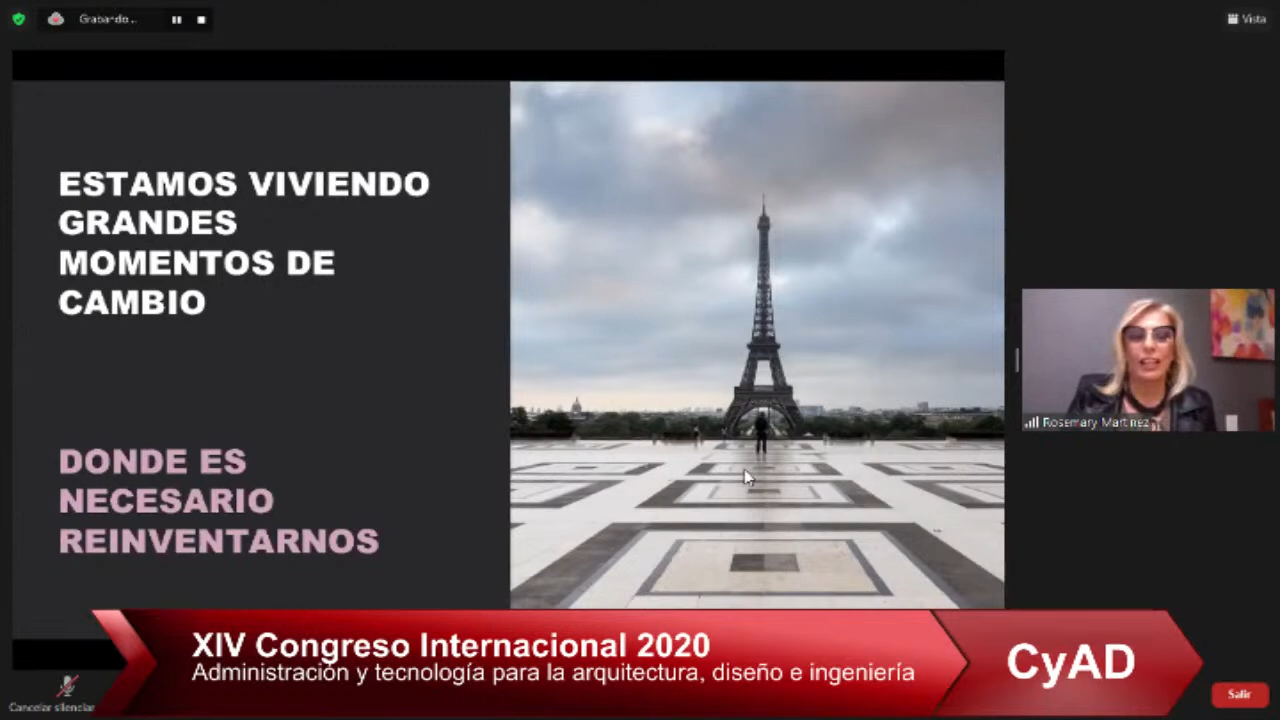 Grabando...
Vista
ESTAMOS VIVIENDO
GRANDES
MOMENTOS DE
CAMBIO
DONDE ES
NECESARIO
REINVENTARNOS
Rosemary Martinez
XIV Congreso Internacional 2020
Administración y tecnología para la arquitectura, diseño e ingeniería
CyAD
Cancelar silenciar
Salir